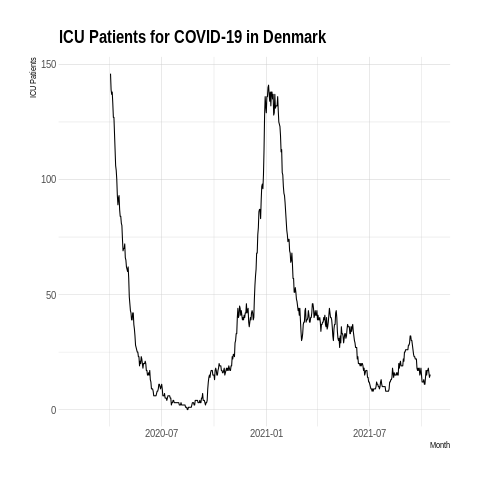 ICU Patients for COVID-19 in Denmark
ICU Patients
150
100
50
0
2020-07
2021-01
2021-07
Month